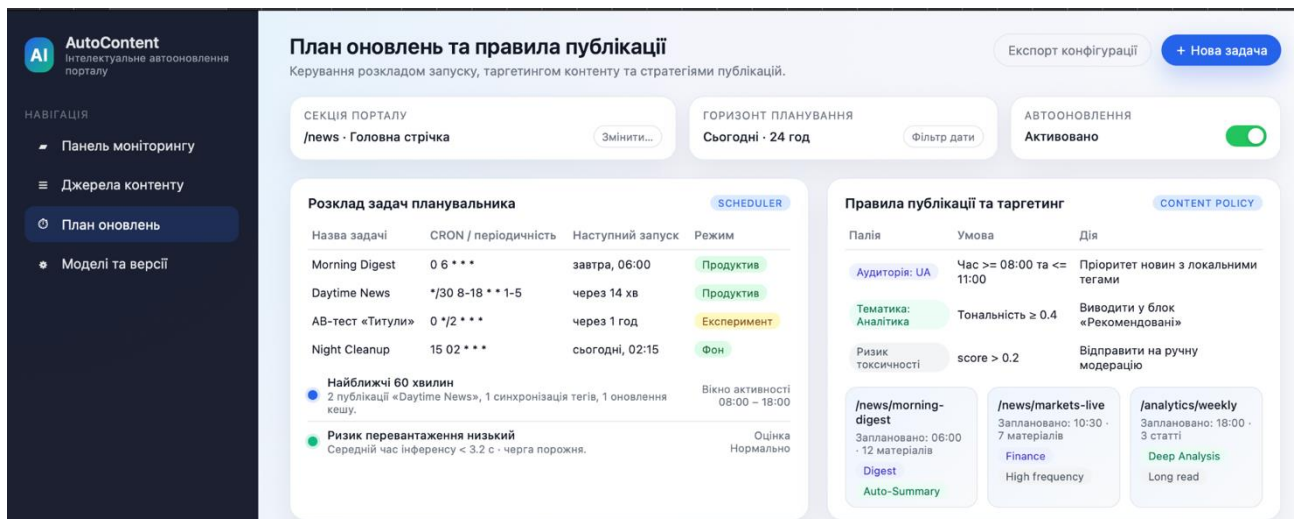 AI
AutoContent
Інтелектуальне автооновлення
порталу
НАВІГАЦІЯ
Панель моніторингу
Джерела контенту
План оновлень
Моделі та версії
План оновлень та правила публікації
Керування розкладом запуску, таргетингом контенту та стратегіями публікацій.
Експорт конфігурації
+ Нова задача
СЕКЦІЯ ПОРТАЛУ
/news · Головна стрічка
Змінити...
ГОРИЗОНТ ПЛАНУВАННЯ
Сьогодні · 24 год
Фільтр дати
АВТООНОВЛЕННЯ
Активовано
Розклад задач планувальника
SCHEDULER
Назва задачі CRON / періодичність Наступний запуск Режим
Morning Digest 0 6 * * * завтра, 06:00 Продуктив
Daytime News */30 8-18 * * 1-5 через 14 хв Продуктив
АВ-тест «Титули» 0 */2 * * * через 1 год Експеримент
Night Cleanup 15 02 * * * сьогодні, 02:15 Фон
Найближчі 60 хвилин
2 публікації «Daytime News», 1 синхронізація тегів, 1 оновлення
кешу.
Вікно активності
08:00 – 18:00
Ризик перевантаження низький
Середній час інференсу < 3.2 с · черга порожня.
Оцінка
Нормально
Правила публікації та таргетинг
CONTENT POLICY
Палія Умова Дія
Аудиторія: UA
Час >= 08:00 та <=
11:00
Пріоритет новин з локальними
тегами
Тематика:
Аналітика
Тональність ≥ 0.4
Виводити у блок
«Рекомендовані»
Ризик
токсичності
score > 0.2
Відправити на ручну
модерацію
/news/morning-
digest
Заплановано: 06:00
· 12 матеріалів
Digest
Auto-Summary
/news/markets-live
Заплановано: 10:30 ·
7 матеріалів
Finance
High frequency
/analytics/weekly
Заплановано: 18:00 ·
3 статті
Deep Analysis
Long read